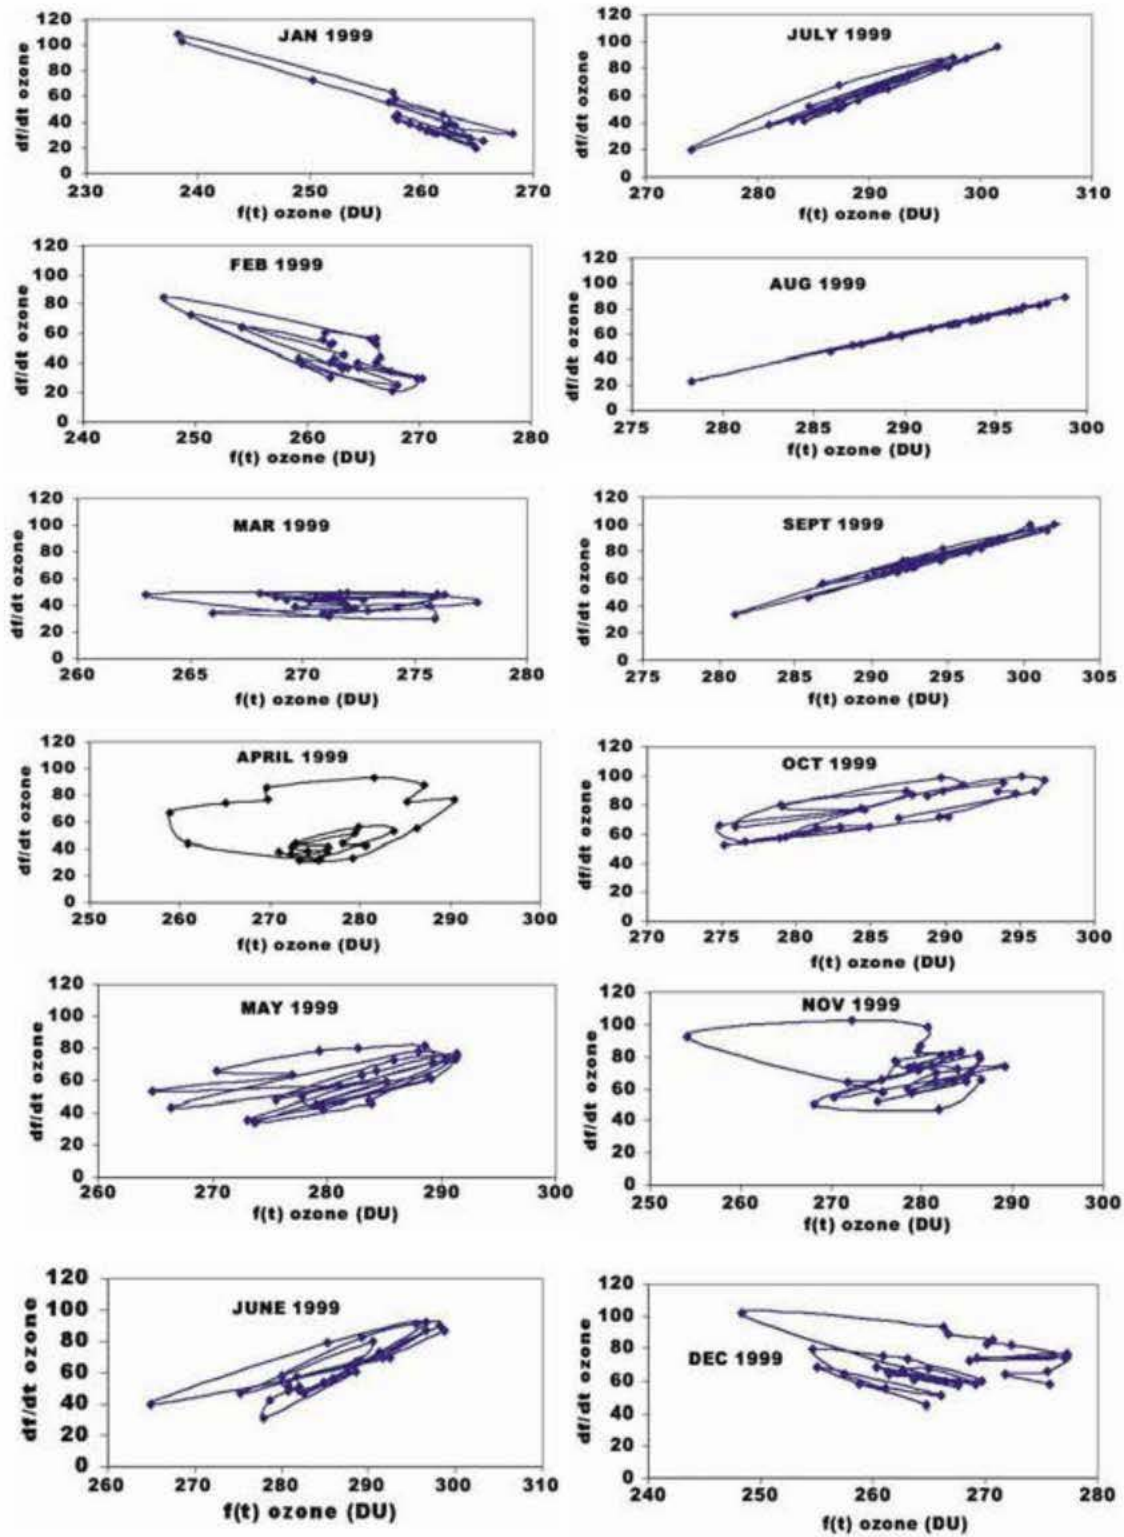 JAN 1999
df/dt ozone
120
100
80
60
40
20
0
230 240 250 260 270
f(t) ozone (DU)
JULY 1999
df/dt ozone
120
100
80
60
40
20
0
270 280 290 300 310
f(t) ozone (DU)
FEB 1999
df/dt ozone
120
100
80
60
40
20
0
240 250 260 270 280
f(t) ozone (DU)
AUG 1999
df/dt ozone
120
100
80
60
40
20
0
275 280 285 290 295 300
f(t) ozone (DU)
MAR 1999
df/dt ozone
120
100
80
60
40
20
0
260 265 270 275 280
f(t) ozone (DU)
SEPT 1999
df/dt ozone
120
100
80
60
40
20
0
275 280 285 290 295 300 305
f(t) ozone (DU)
APRIL 1999
df/dt ozone
120
100
80
60
40
20
0
250 260 270 280 290 300
f(t) ozone (DU)
OCT 1999
df/dt ozone
120
100
80
60
40
20
0
270 275 280 285 290 295 300
f(t) ozone (DU)
MAY 1999
df/dt ozone
120
100
80
60
40
20
0
260 270 280 290 300
f(t) ozone (DU)
NOV 1999
df/dt ozone
120
100
80
60
40
20
0
250 260 270 280 290 300
f(t) ozone (DU)
JUNE 1999
df/dt ozone
120
100
80
60
40
20
0
260 270 280 290 300 310
f(t) ozone (DU)
DEC 1999
df/dt ozone
120
100
80
60
40
20
0
240 250 260 270 280
f(t) ozone (DU)